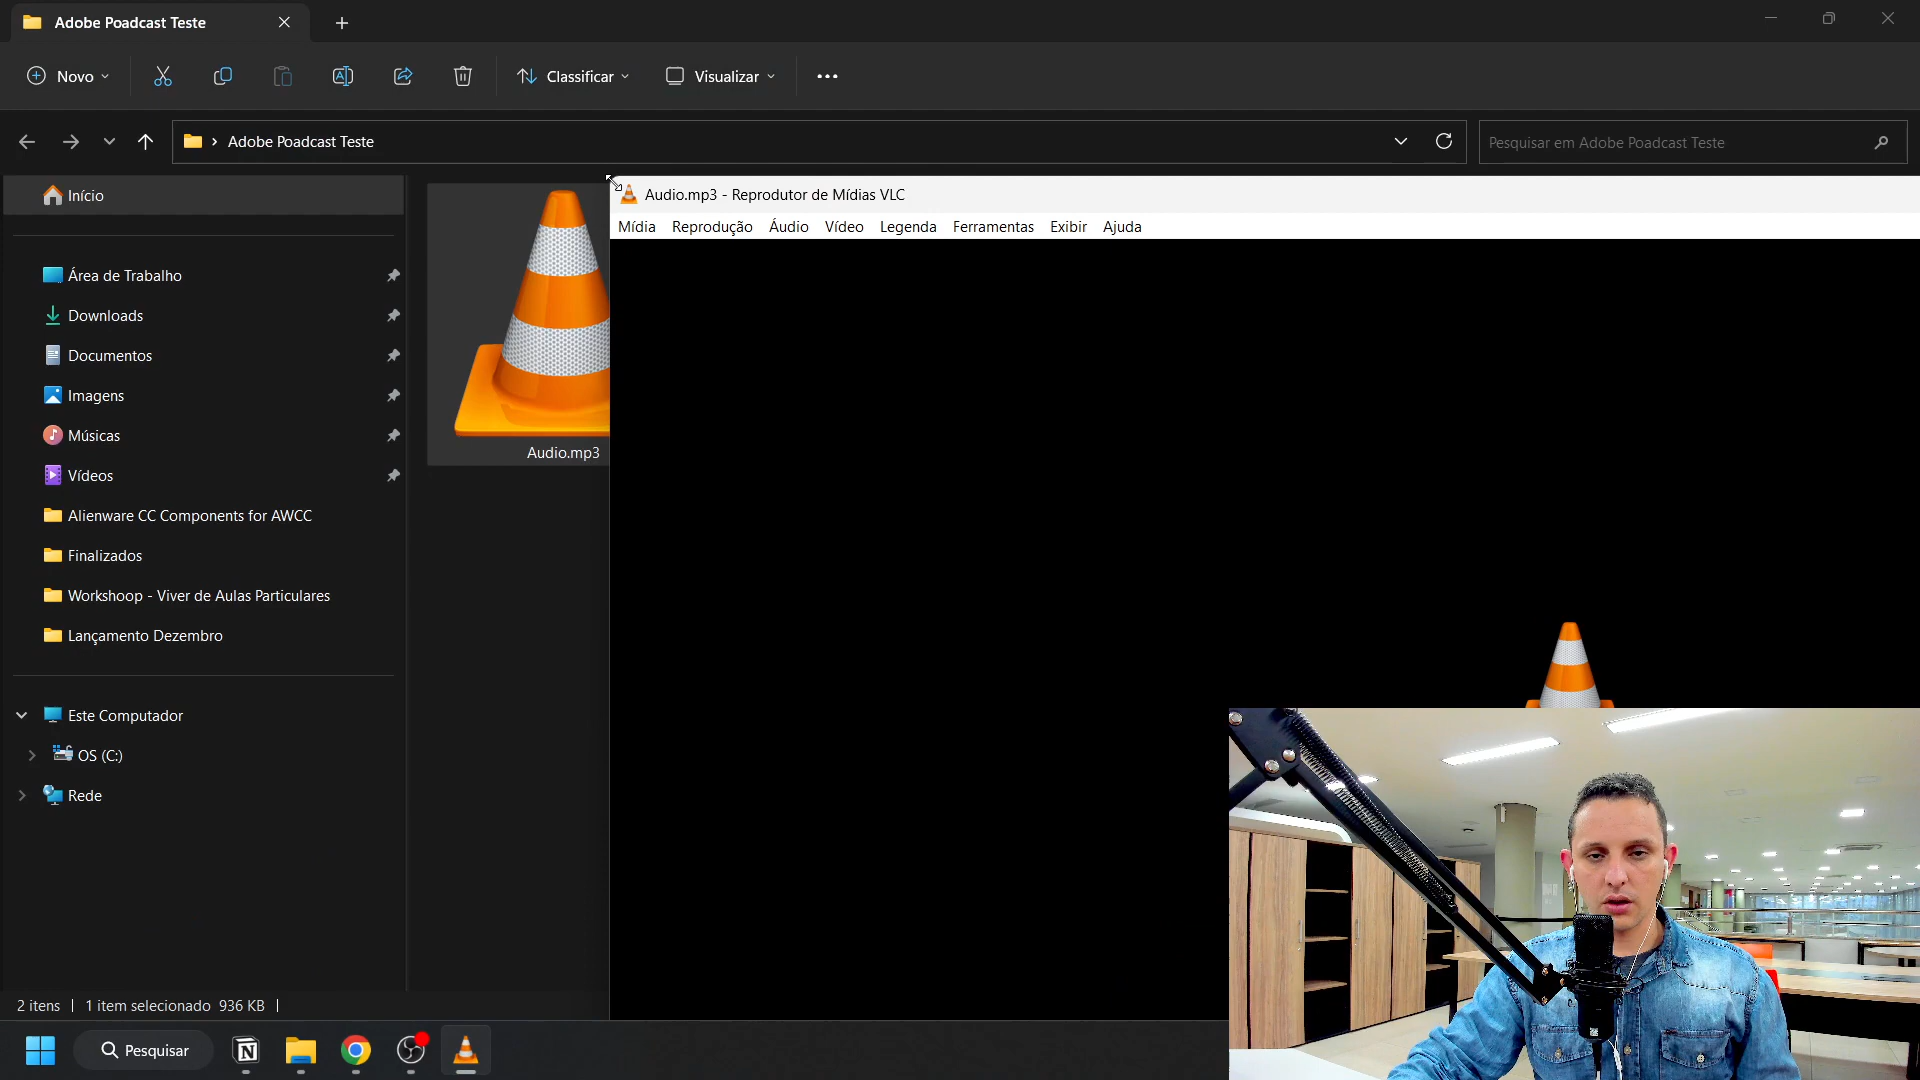 Adobe Poadcast Teste
Novo
Classificar
Visualizar
Adobe Poadcast Teste
Pesquisar em Adobe Poadcast Teste
Início
Audio.mp3 - Reprodutor de Mídias VLC
Mídia Reprodução Áudio Vídeo Legenda Ferramentas Exibir Ajuda
Área de Trabalho
Downloads
Documentos
Imagens
Músicas
Vídeos
Alienware CC Components for AWCC
Finalizados
Workshoop - Viver de Aulas Particulares
Lançamento Dezembro
Este Computador
OS (C:)
Rede
Audio.mp3
2 itens 1 item selecionado 936 KB
Pesquisar